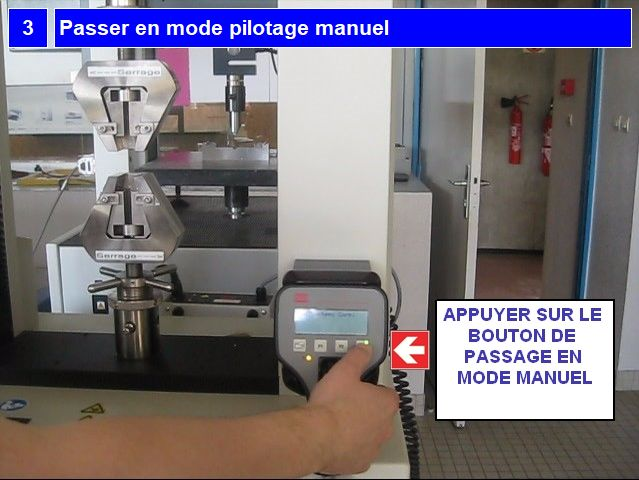 3 Passer en mode pilotage manuel
<---- Serrage
Serrage ---->
APPUYER SUR LE
BOUTON DE
PASSAGE EN
MODE MANUEL